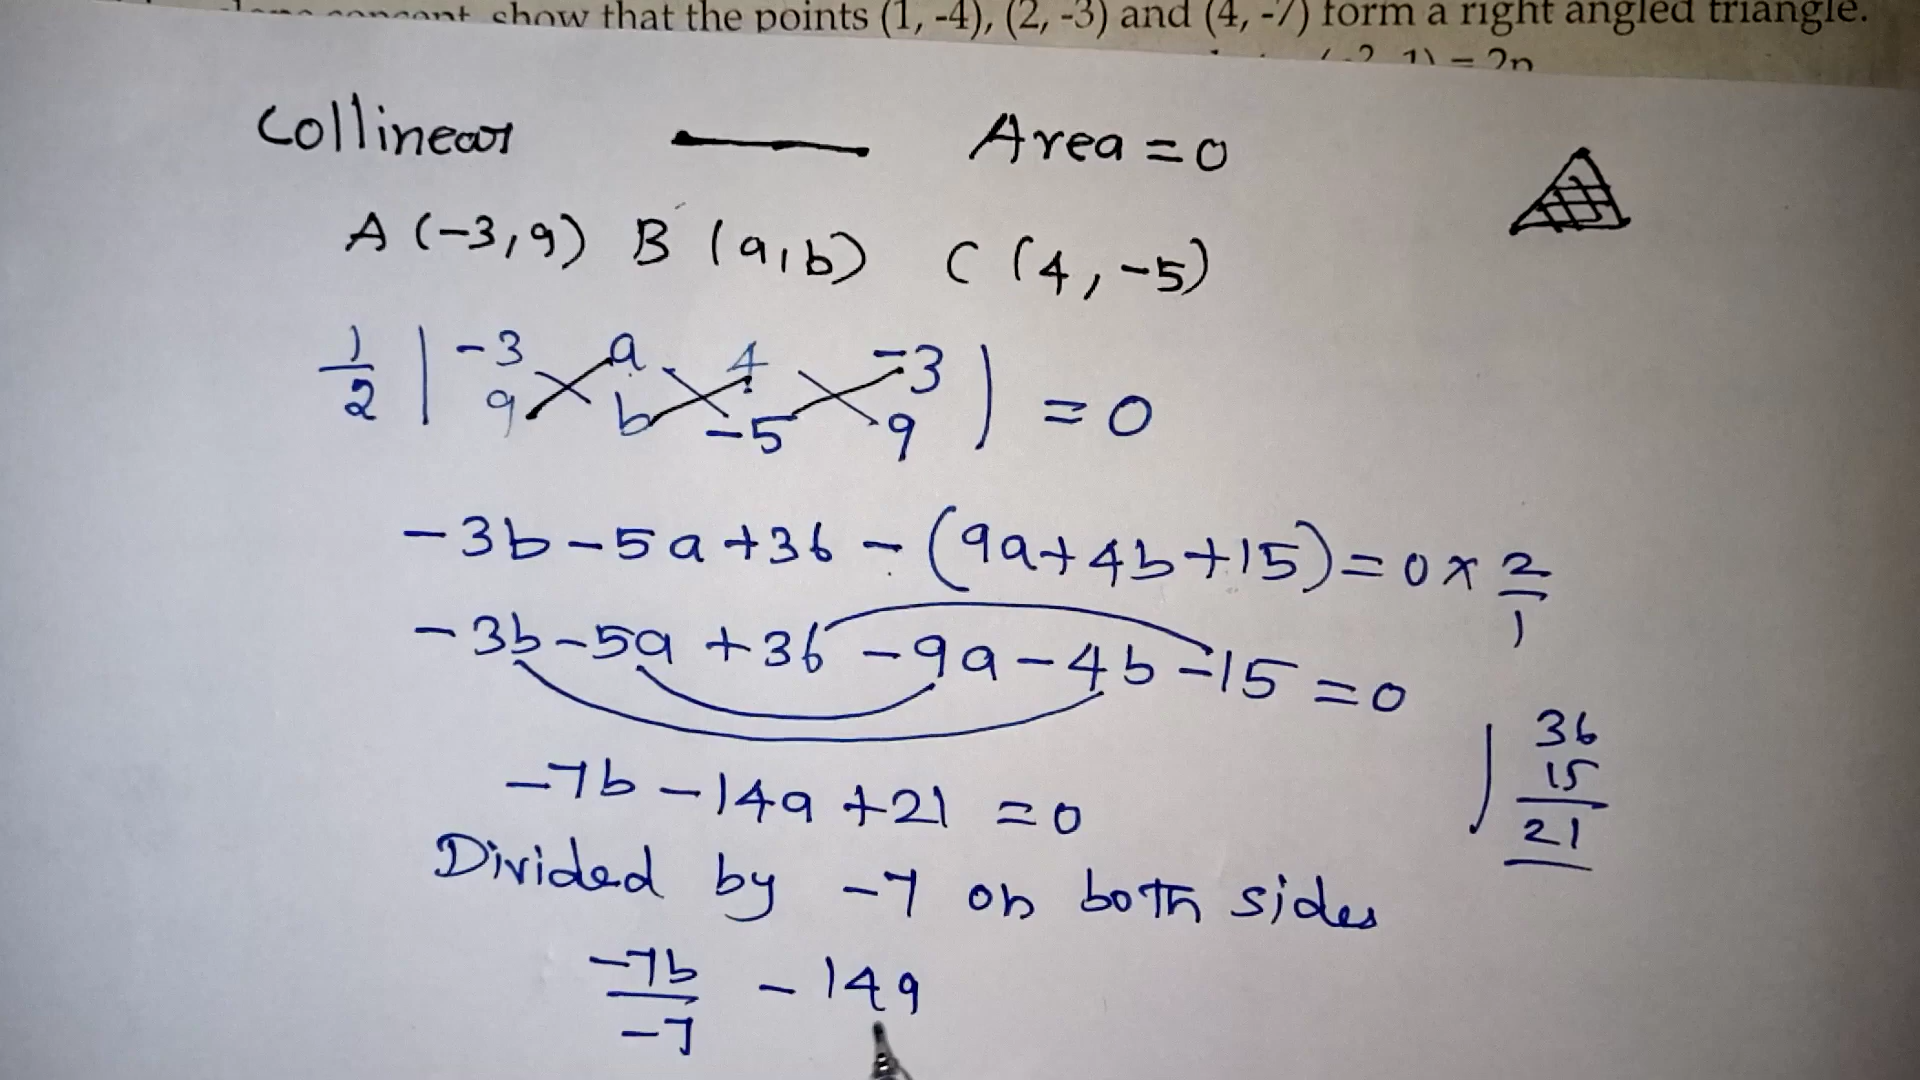 show that the points (1, -4), (2, -3) and (4, -7) form a right angled triangle.
= 2n
Collinear — Area = 0
A (-3,9) B (a,b) C (4,-5)
1/2 | -3 a 4 -3 | = 0
9 b -5 9
-3b - 5a + 36 - (9a + 4b + 15) = 0 × 2/1
-3b - 5a + 36 - 9a - 4b - 15 = 0
36
15
21
-7b - 14a + 21 = 0
Divided by -7 on both sides
-7b/-7 - 14a